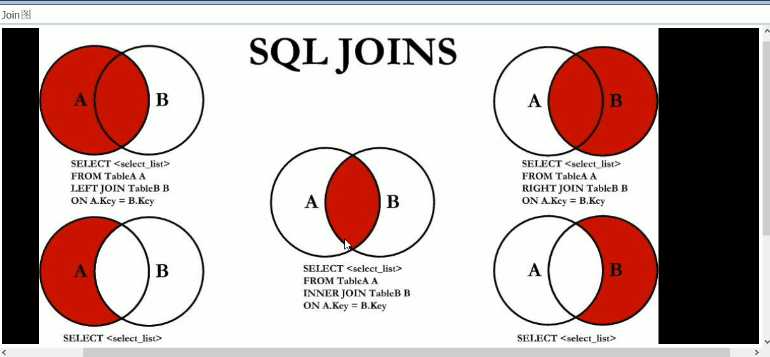 Join图
SQL JOINS
A B
SELECT <select_list>
FROM TableA A
LEFT JOIN TableB B
ON A.Key = B.Key
A B
SELECT <select_list>
FROM TableA A
INNER JOIN TableB B
ON A.Key = B.Key
A B
SELECT <select_list>
FROM TableA A
RIGHT JOIN TableB B
ON A.Key = B.Key
A B
SELECT <select_list>
A B
SELECT <select_list>